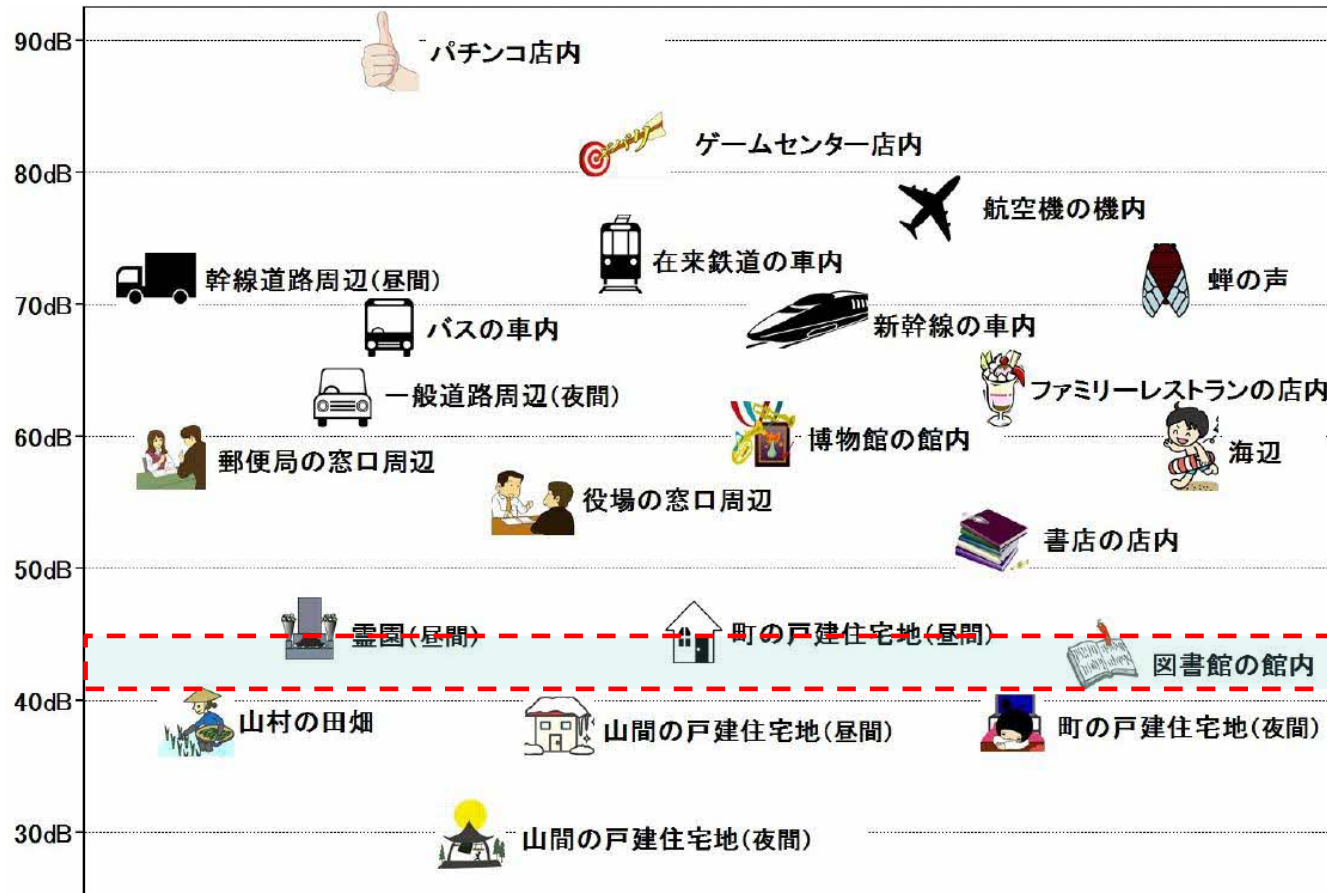 90dB
パチンコ店内
ゲームセンター店内
80dB
航空機の機内
在来鉄道の車内
幹線道路周辺(昼間)
蝉の声
70dB
バスの車内
新幹線の車内
一般道路周辺(夜間)
ファミリーレストランの店内
60dB
郵便局の窓口周辺
博物館の館内
海辺
役場の窓口周辺
書店の店内
50dB
霊園(昼間)
町の戸建住宅地(昼間)
図書館の館内
40dB
山村の田畑
山間の戸建住宅地(昼間)
町の戸建住宅地(夜間)
30dB
山間の戸建住宅地(夜間)